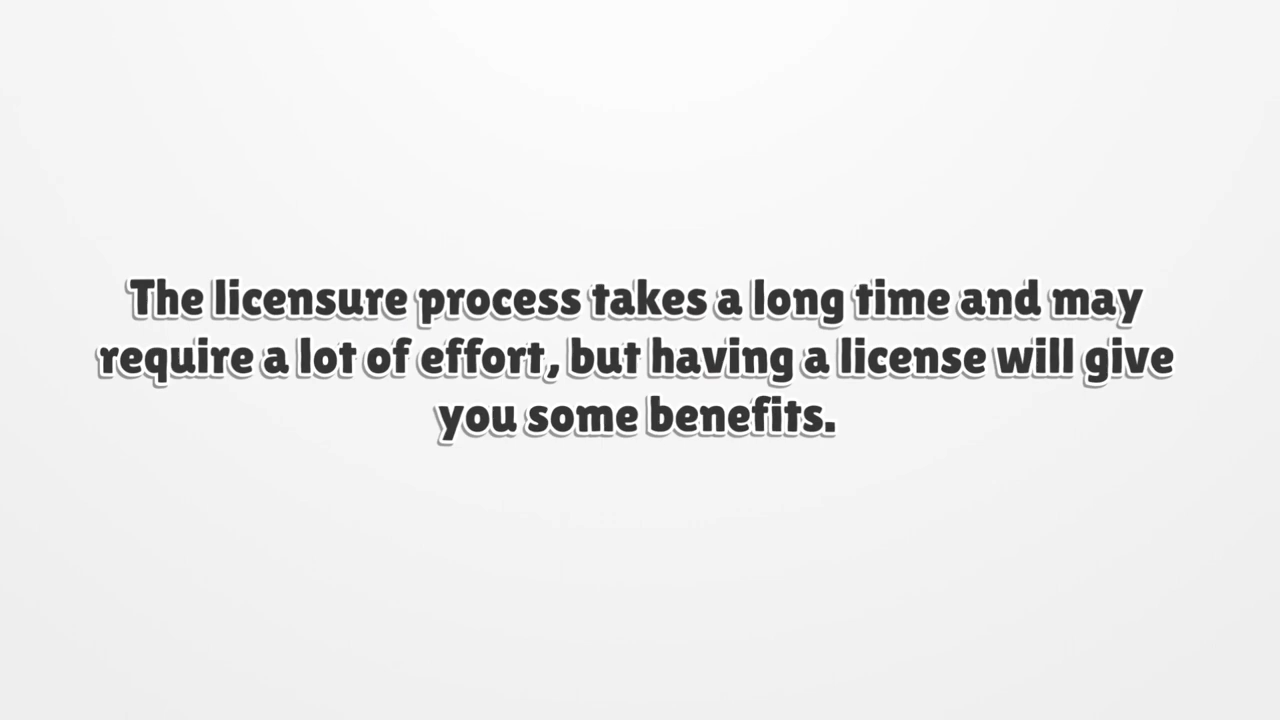 The licensure process takes a long time and may
require a lot of effort, but having a license will give
you some benefits.